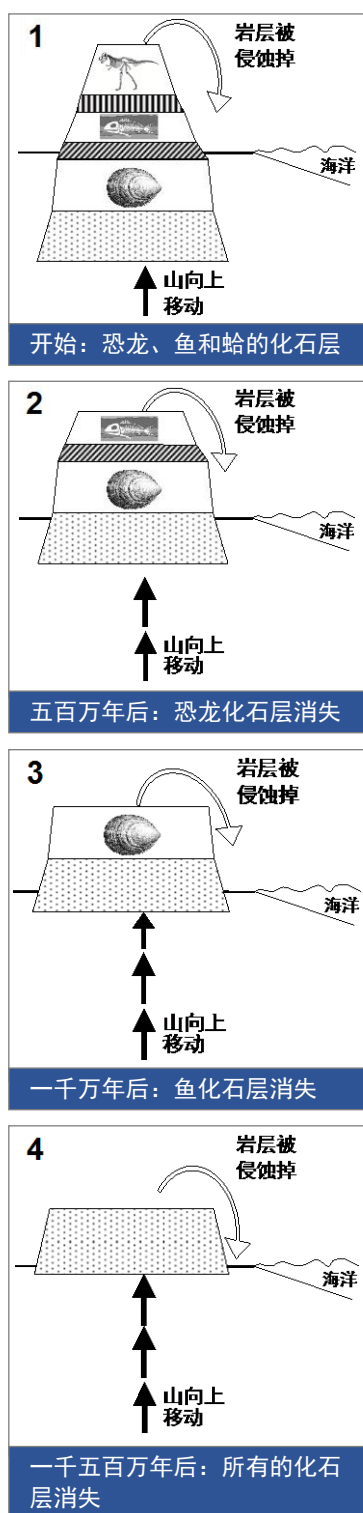 1
岩层被
侵蚀掉
海洋
山向上
移动
开始：恐龙、鱼和蛤的化石层
2
岩层被
侵蚀掉
海洋
山向上
移动
五百万年后：恐龙化石层消失
3
岩层被
侵蚀掉
海洋
山向上
移动
一千万年后：鱼化石层消失
4
岩层被
侵蚀掉
海洋
山向上
移动
一千五百万年后：所有的化石
层消失